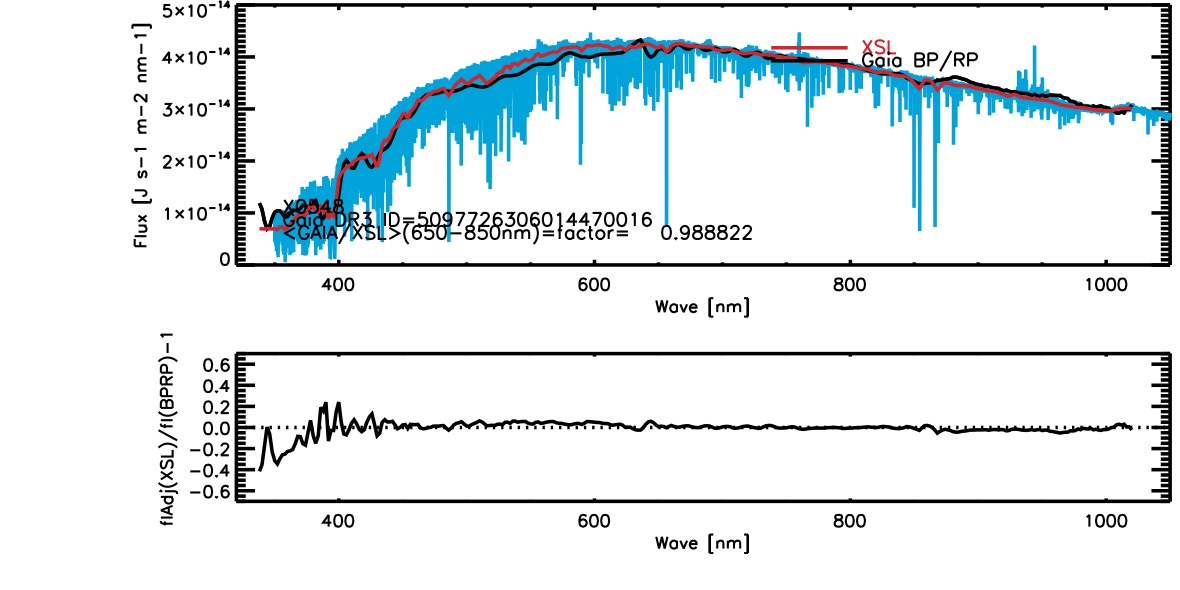 5×10−14
4×10−14
3×10−14
2×10−14
1×10−14
0
Flux [J s−1 m−2 nm−1]
XSL
Gaia BP/RP
X0548
Gaia DR3 ID=5097726306014470016
<GAIA/XSL>(650−850nm)=factor= 0.988822
400 600 800 1000
Wave [nm]
0.6
0.4
0.2
0.0
−0.2
−0.4
−0.6
flAdj(XSL)/fl(BPRP)−1
400 600 800 1000
Wave [nm]